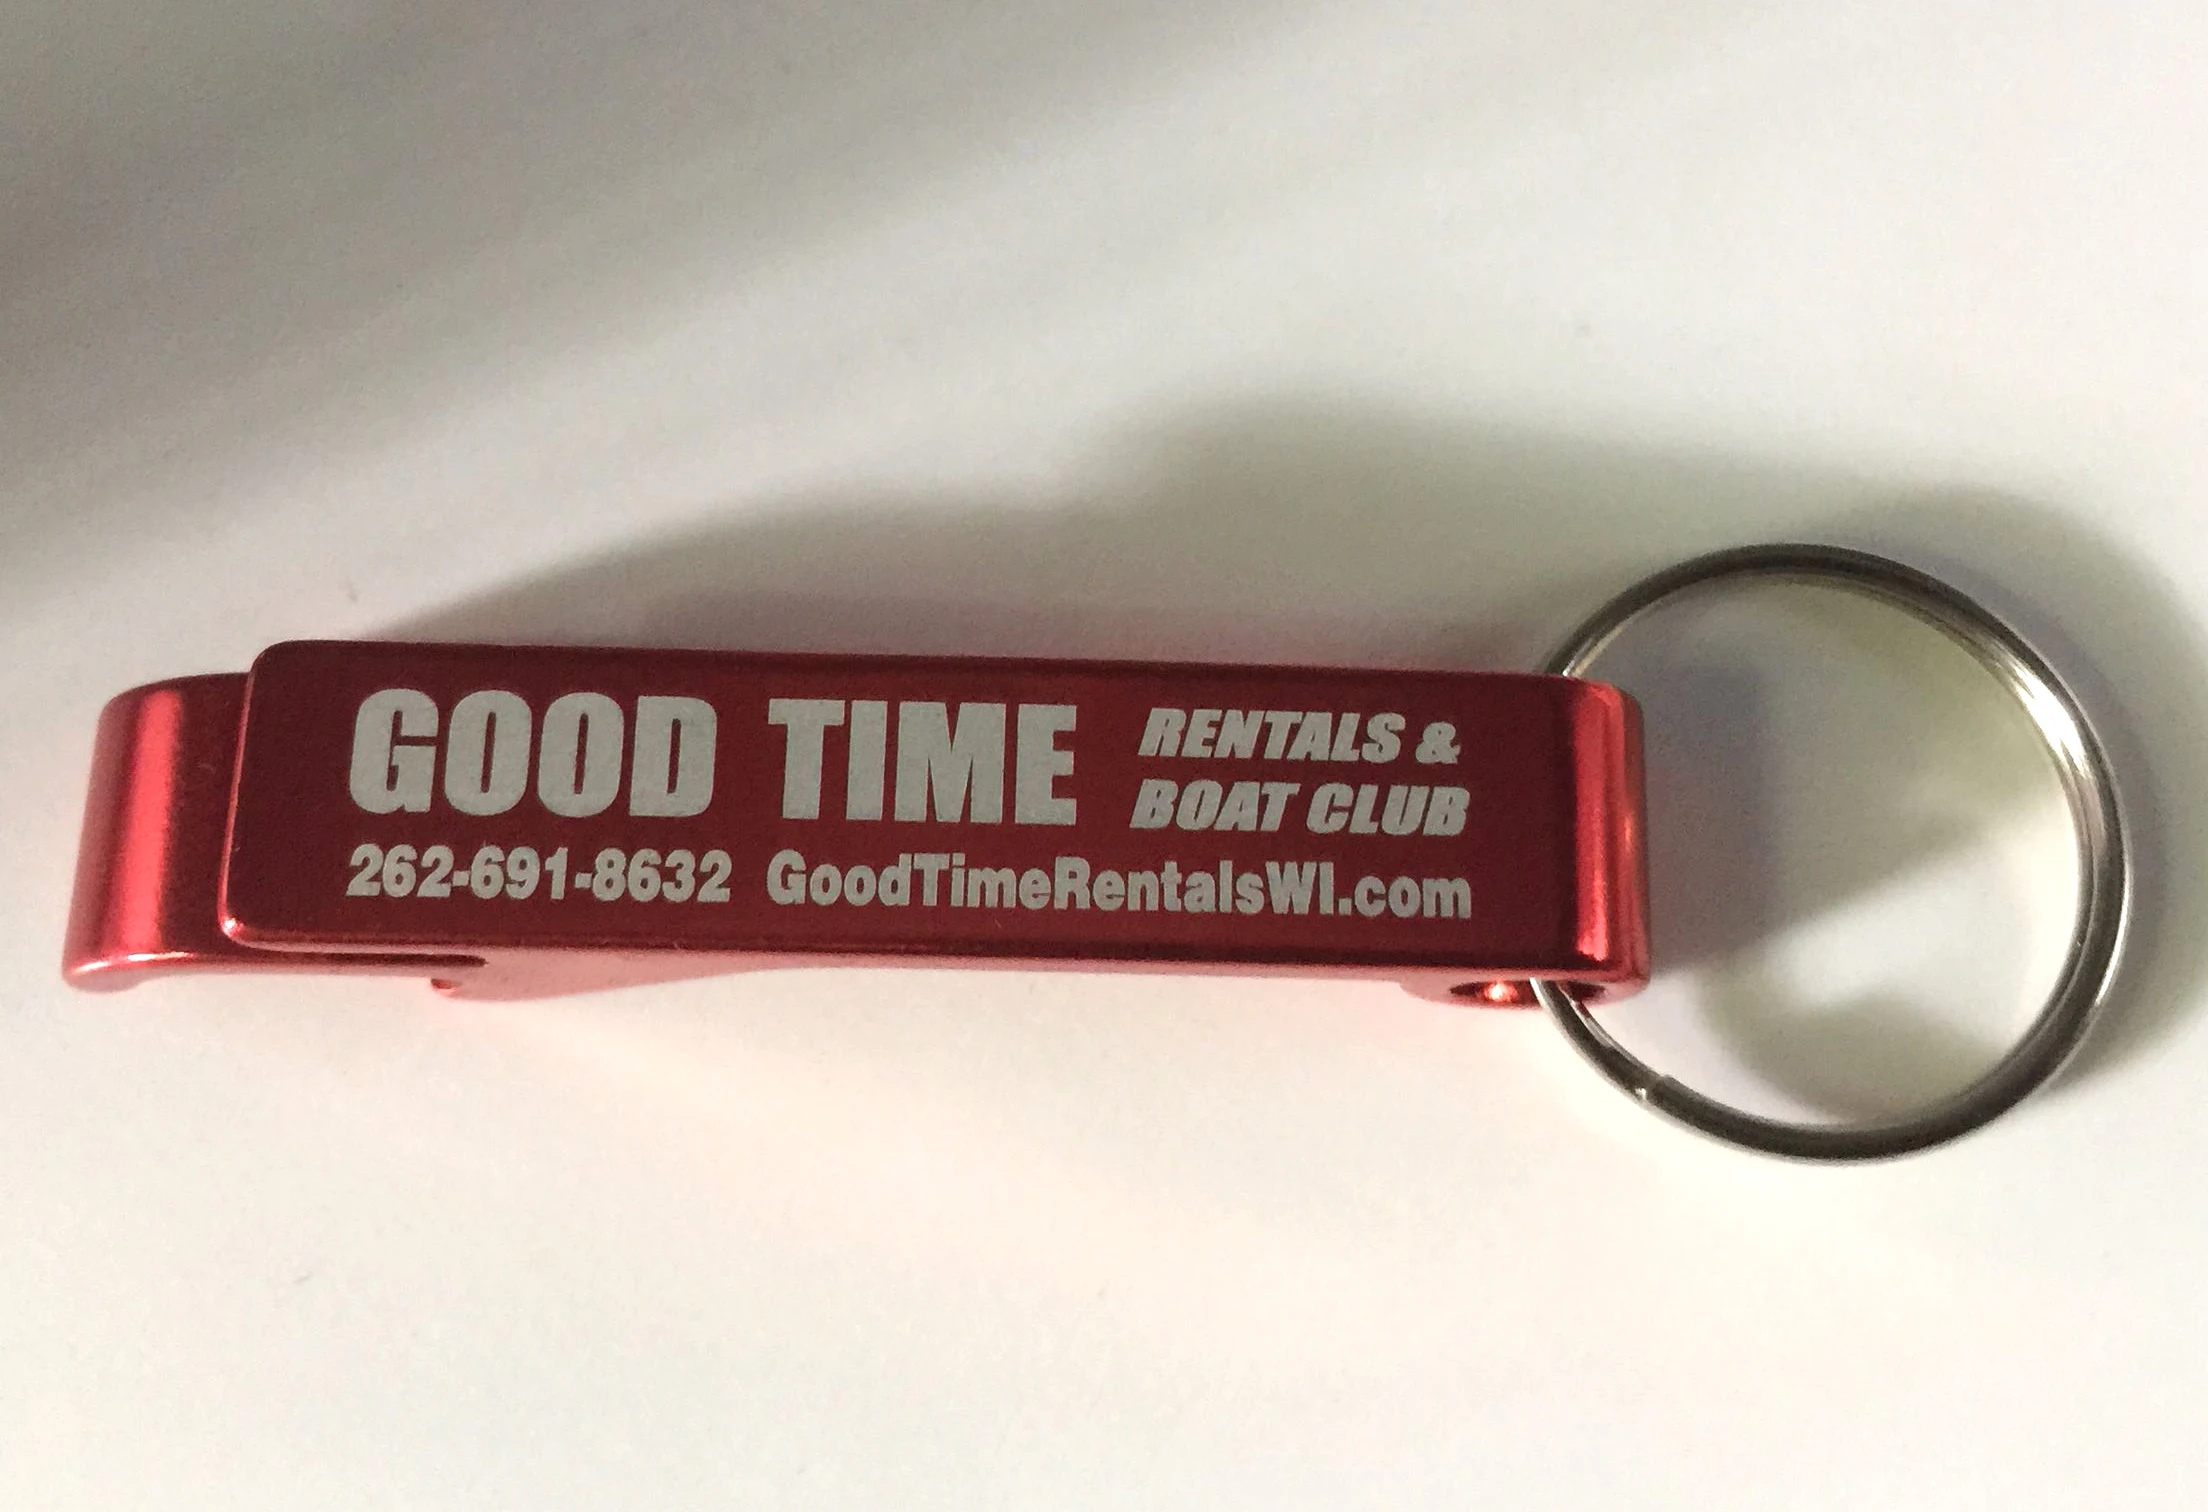 GOOD TIME RENTALS &
BOAT CLUB
262-691-8632 GoodTimeRentalsWI.com